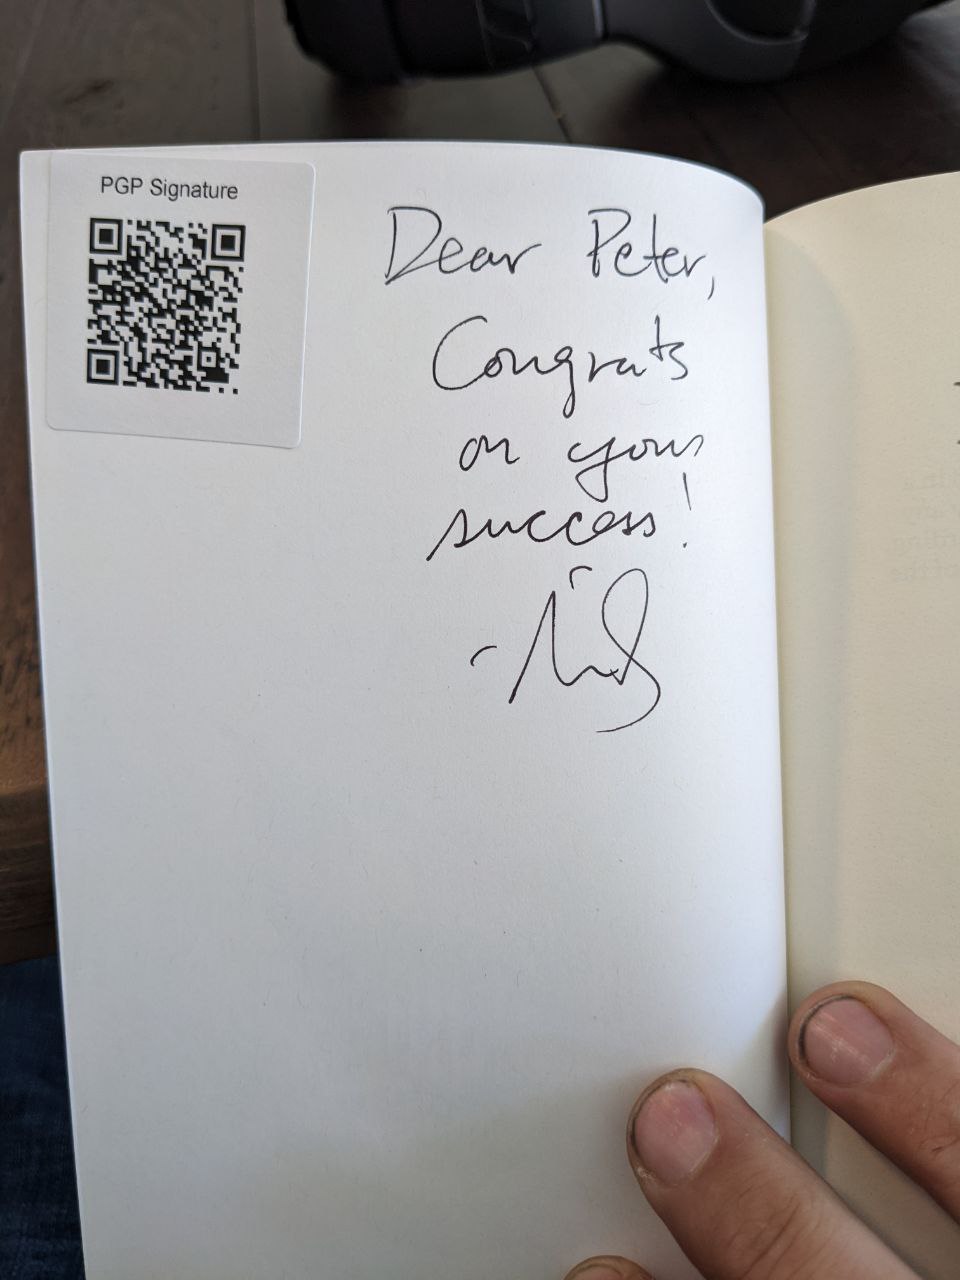 PGP Signature
Dear Peter,
Congrats
on your
success!